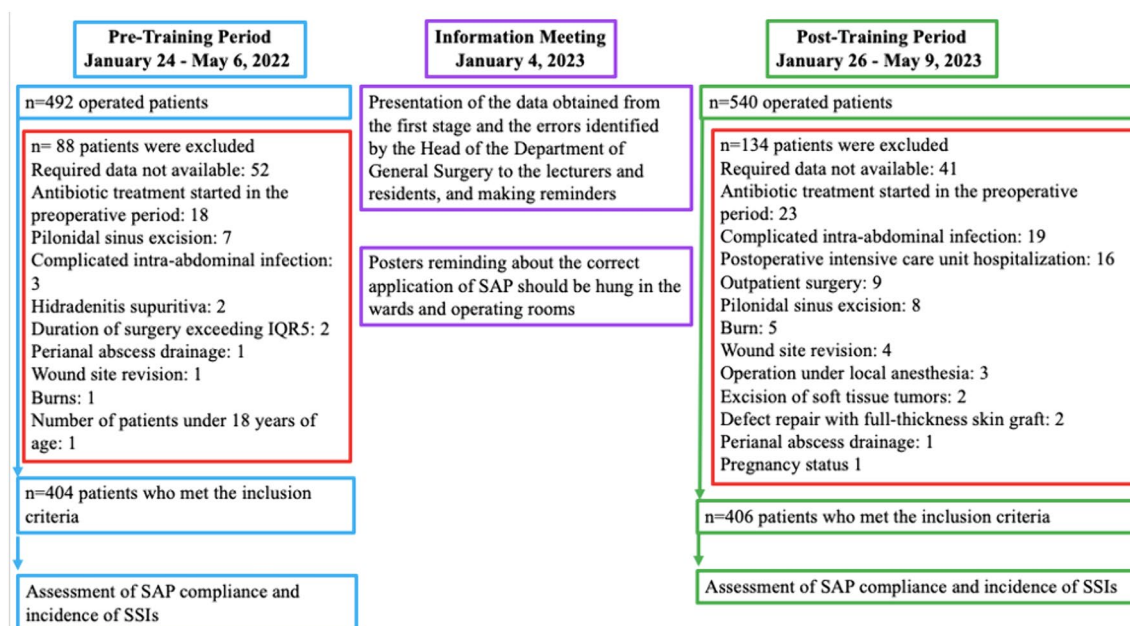 Pre-Training Period
January 24 - May 6, 2022
n=492 operated patients
n= 88 patients were excluded
Required data not available: 52
Antibiotic treatment started in the
preoperative period: 18
Pilonidal sinus excision: 7
Complicated intra-abdominal infection:
3
Hidradenitis supuritiva: 2
Duration of surgery exceeding IQR5: 2
Perianal abscess drainage: 1
Wound site revision: 1
Burns: 1
Number of patients under 18 years of
age: 1
n=404 patients who met the inclusion
criteria
Assessment of SAP compliance and
incidence of SSIs
Information Meeting
January 4, 2023
Presentation of the data obtained from
the first stage and the errors identified
by the Head of the Department of
General Surgery to the lecturers and
residents, and making reminders
Posters reminding about the correct
application of SAP should be hung in the
wards and operating rooms
Post-Training Period
January 26 - May 9, 2023
n=540 operated patients
n=134 patients were excluded
Required data not available: 41
Antibiotic treatment started in the preoperative
period: 23
Complicated intra-abdominal infection: 19
Postoperative intensive care unit hospitalization: 16
Outpatient surgery: 9
Pilonidal sinus excision: 8
Burn: 5
Wound site revision: 4
Operation under local anesthesia: 3
Excision of soft tissue tumors: 2
Defect repair with full-thickness skin graft: 2
Perianal abscess drainage: 1
Pregnancy status 1
n=406 patients who met the inclusion criteria
Assessment of SAP compliance and incidence of SSIs